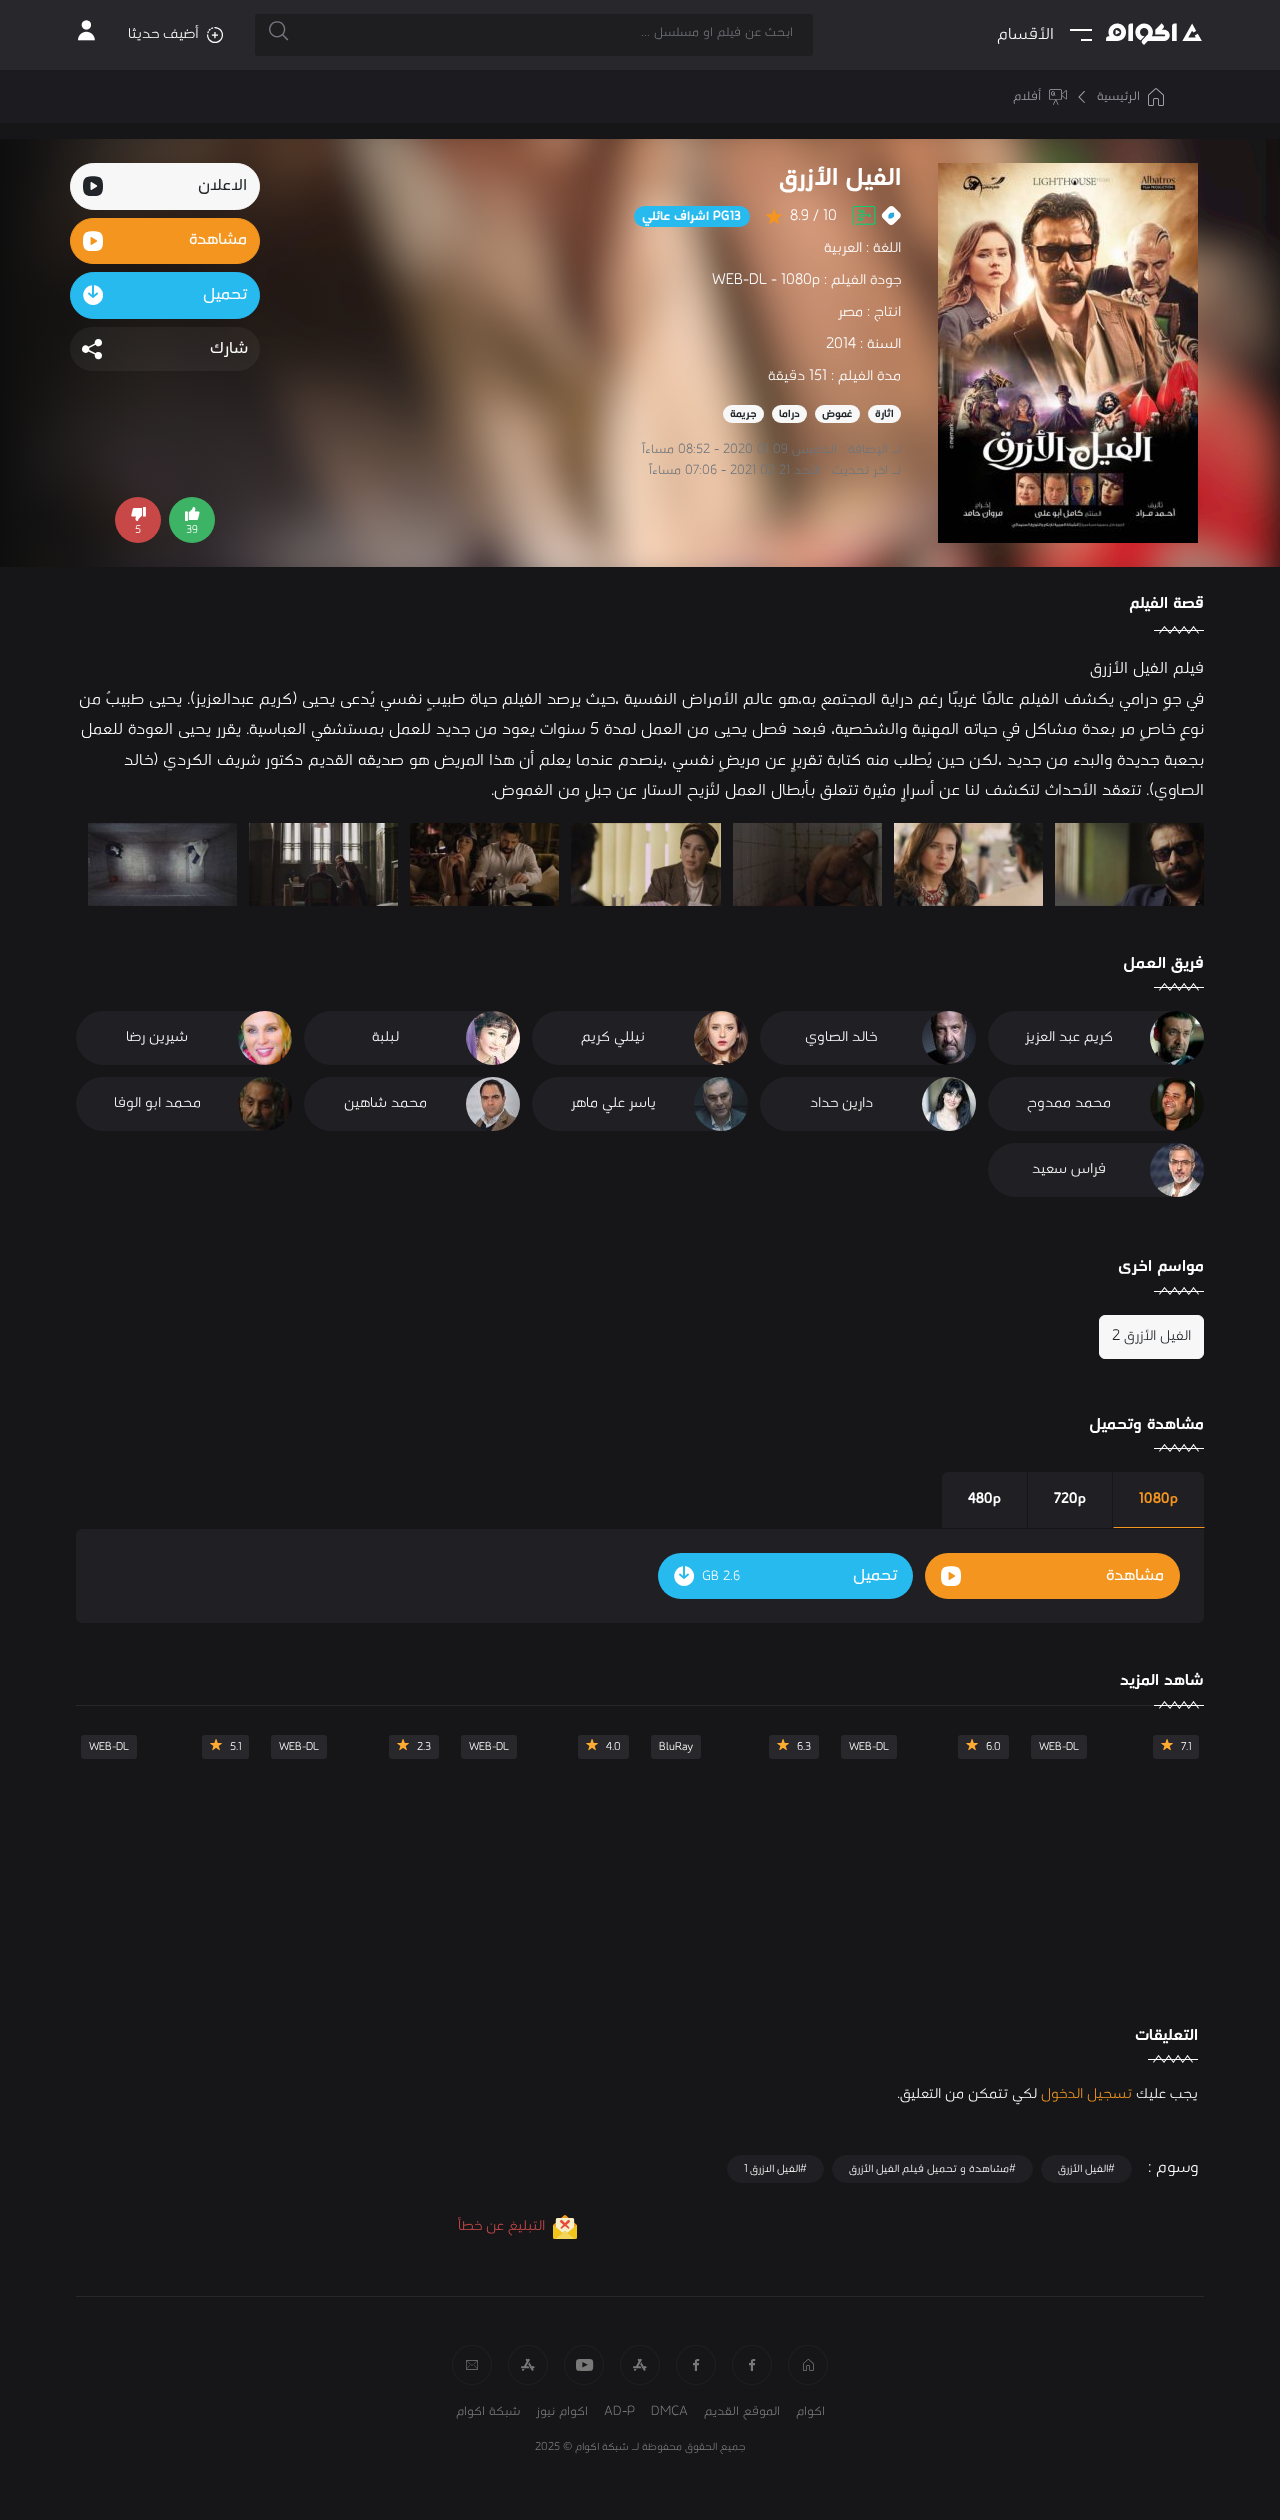 اكوام
الأقسام
ابحث عن فيلم او مسلسل ...
أضيف حديثا
الرئيسية
أفلام
Albatros
LIGHTHOUSE
الفيل الأزرق
تأليف
أحمد مراد
المنتج كامل أبو علي
إخراج
مروان حامد
الفيل الأزرق
10 / 8.9
PG13 اشراف عائلي
اللغة : العربية
جودة الفيلم : WEB-DL - 1080p
انتاج : مصر
السنة : 2014
مدة الفيلم : 151 دقيقة
اثارة
غموض
دراما
جريمة
2020 - 08:52 مساءاً
2021 - 07:06 مساءاً
الاعلان
مشاهدة
تحميل
شارك
39
5
قصة الفيلم
فيلم الفيل الأزرق
في جوٍ درامي يكشف الفيلم عالمًا غريبًا رغم دراية المجتمع به،هو عالم الأمراض النفسية ،حيث يرصد الفيلم حياة طبيبٍ نفسي يُدعى يحيى (كريم عبدالعزيز). يحيى طبيبٌ من
نوعٍ خاصٍ مر بعدة مشاكل في حياته المهنية والشخصية، فبعد فصل يحيى من العمل لمدة 5 سنوات يعود من جديد للعمل بمستشفي العباسية. يقرر يحيى العودة للعمل
بجعبة جديدة والبدء من جديد ،لكن حين يُطلب منه كتابة تقريرٍ عن مريضٍ نفسي ،ينصدم عندما يعلم أن هذا المريض هو صديقه القديم دكتور شريف الكردي (خالد
الصاوي). تتعقد الأحداث لتكشف لنا عن أسرارٍ مثيرة تتعلق بأبطال العمل لتُزيح الستار عن جبلٍ من الغموض.
فريق العمل
كريم عبد العزيز
خالد الصاوي
نيللي كريم
لبلبة
شيرين رضا
محمد ممدوح
دارين حداد
ياسر علي ماهر
محمد شاهين
محمد ابو الوفا
فراس سعيد
مواسم اخرى
الفيل الأزرق 2
مشاهدة وتحميل
1080p
720p
480p
مشاهدة
تحميل
2.6 GB
شاهد المزيد
7.1
WEB-DL
6.0
WEB-DL
6.3
BluRay
4.0
WEB-DL
2.3
WEB-DL
5.1
WEB-DL
التعليقات
يجب عليك تسجيل الدخول لكي تتمكن من التعليق.
وسوم :
#الفيل الأزرق
#مشاهدة و تحميل فيلم الفيل الأزرق
#الفيل الازرق 1
التبليغ عن خطأ
اكوام
الموقع القديم
DMCA
AD-P
اكوام نيوز
شبكة اكوام
جميع الحقوق محفوظة لـ شبكة اكوام © 2025